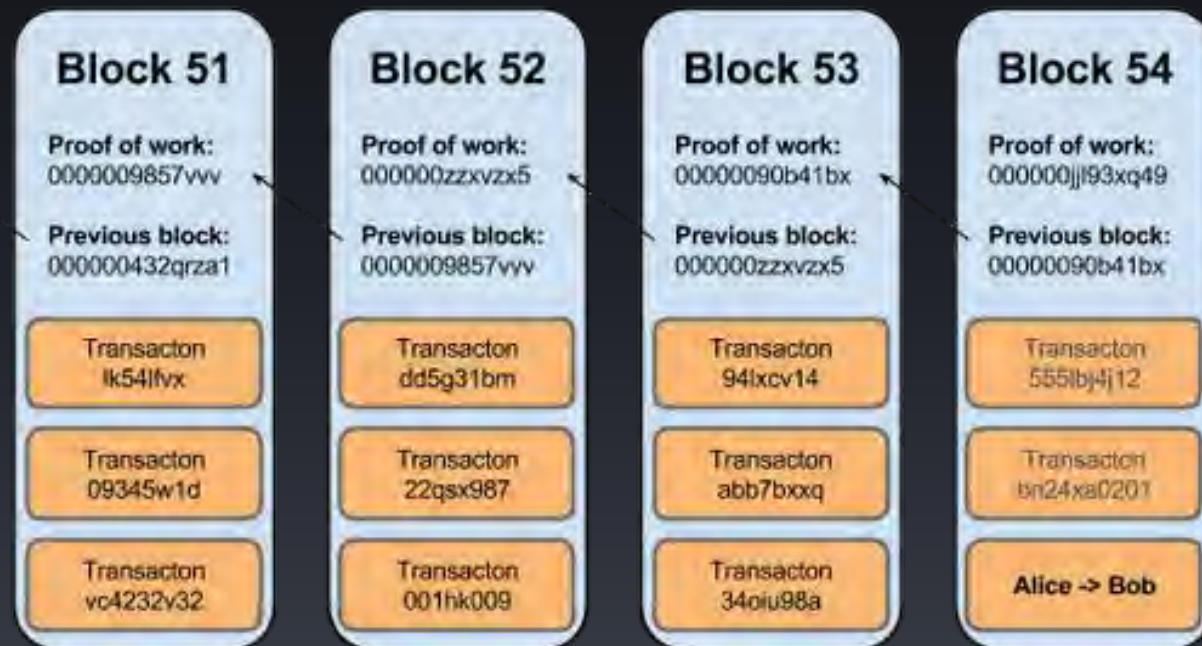 Block 51
Proof of work:
0000009857vvv
Previous block:
000000432qrza1
Transacton
lk54lfvx
Transacton
09345w1d
Transacton
vc4232v32
Block 52
Proof of work:
000000zzxvzx5
Previous block:
0000009857vvv
Transacton
dd5g31bm
Transacton
22qsx987
Transacton
001hk009
Block 53
Proof of work:
00000090b41bx
Previous block:
000000zzxvzx5
Transacton
94lxcv14
Transacton
abb7bxxq
Transacton
34oiu98a
Block 54
Proof of work:
000000jjl93xq49
Previous block:
00000090b41bx
Transacton
555lbj4j12
Transacton
bn24xa0201
Alice -> Bob